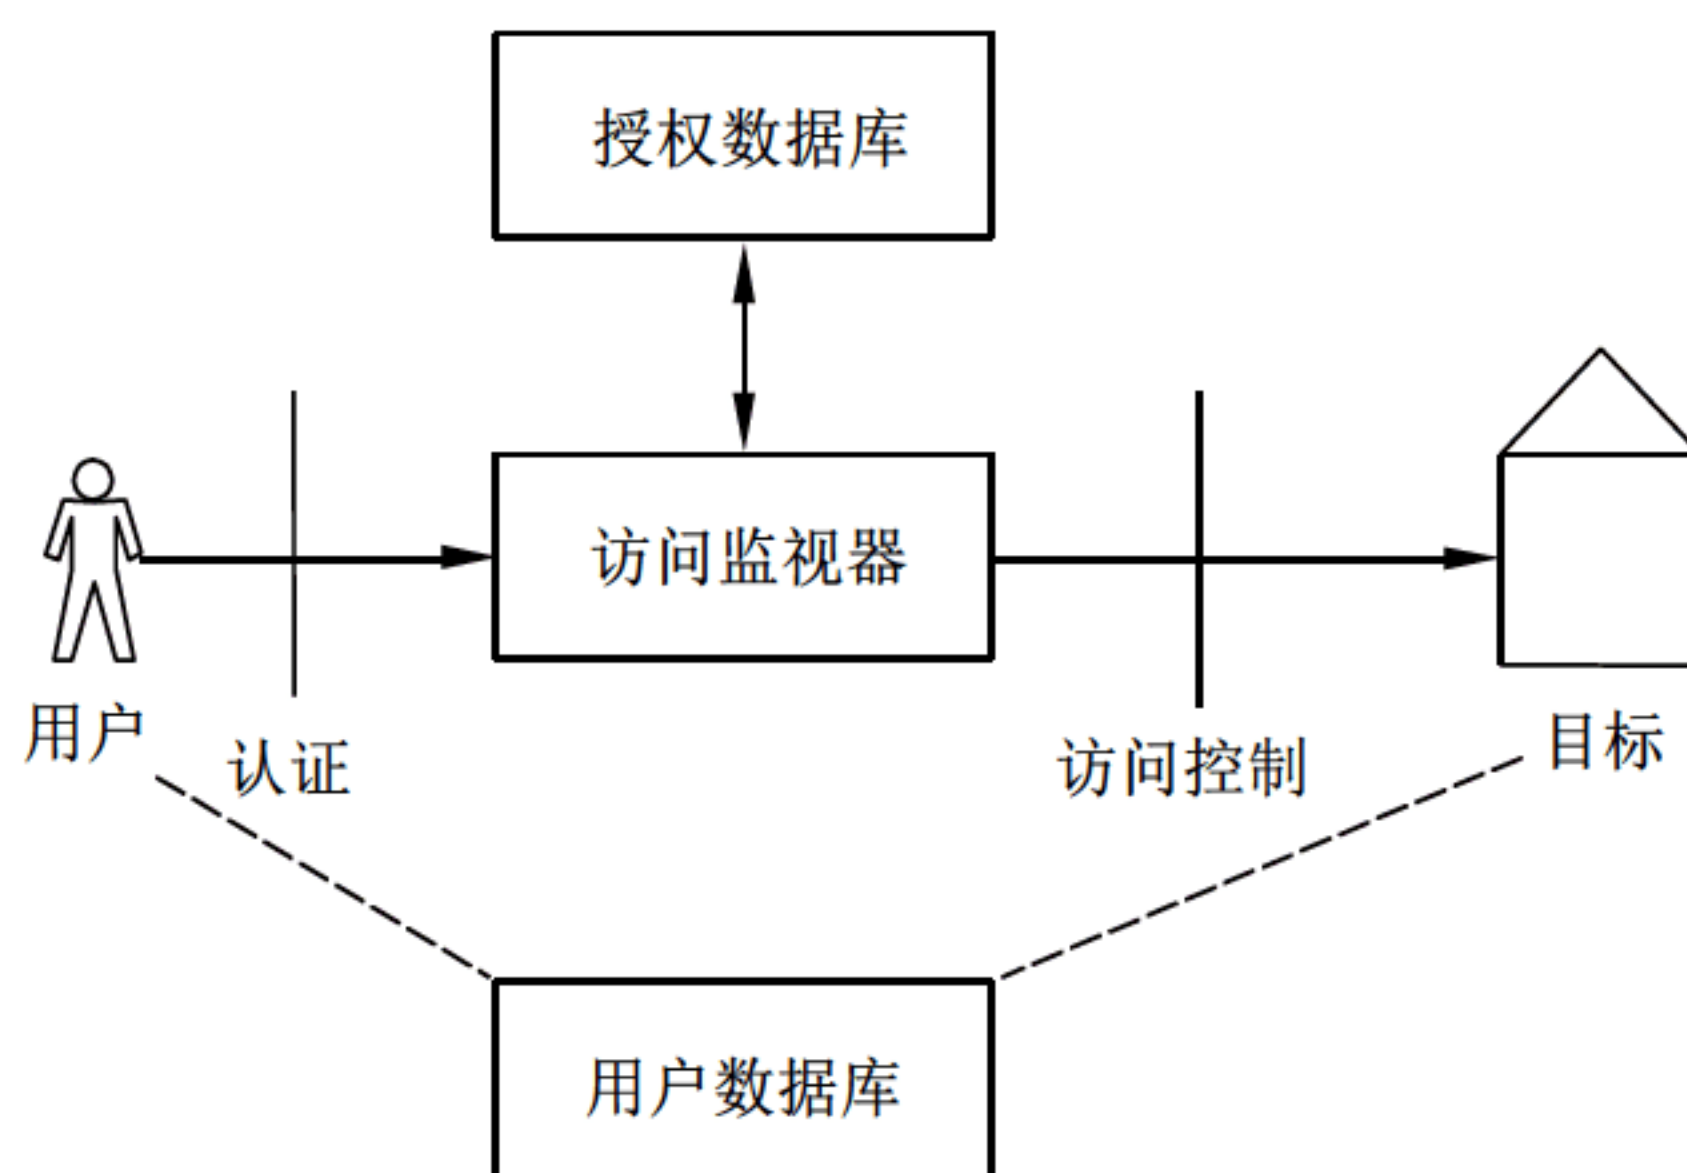 授权数据库
访问监视器
用户
认证
访问控制
目标
用户数据库